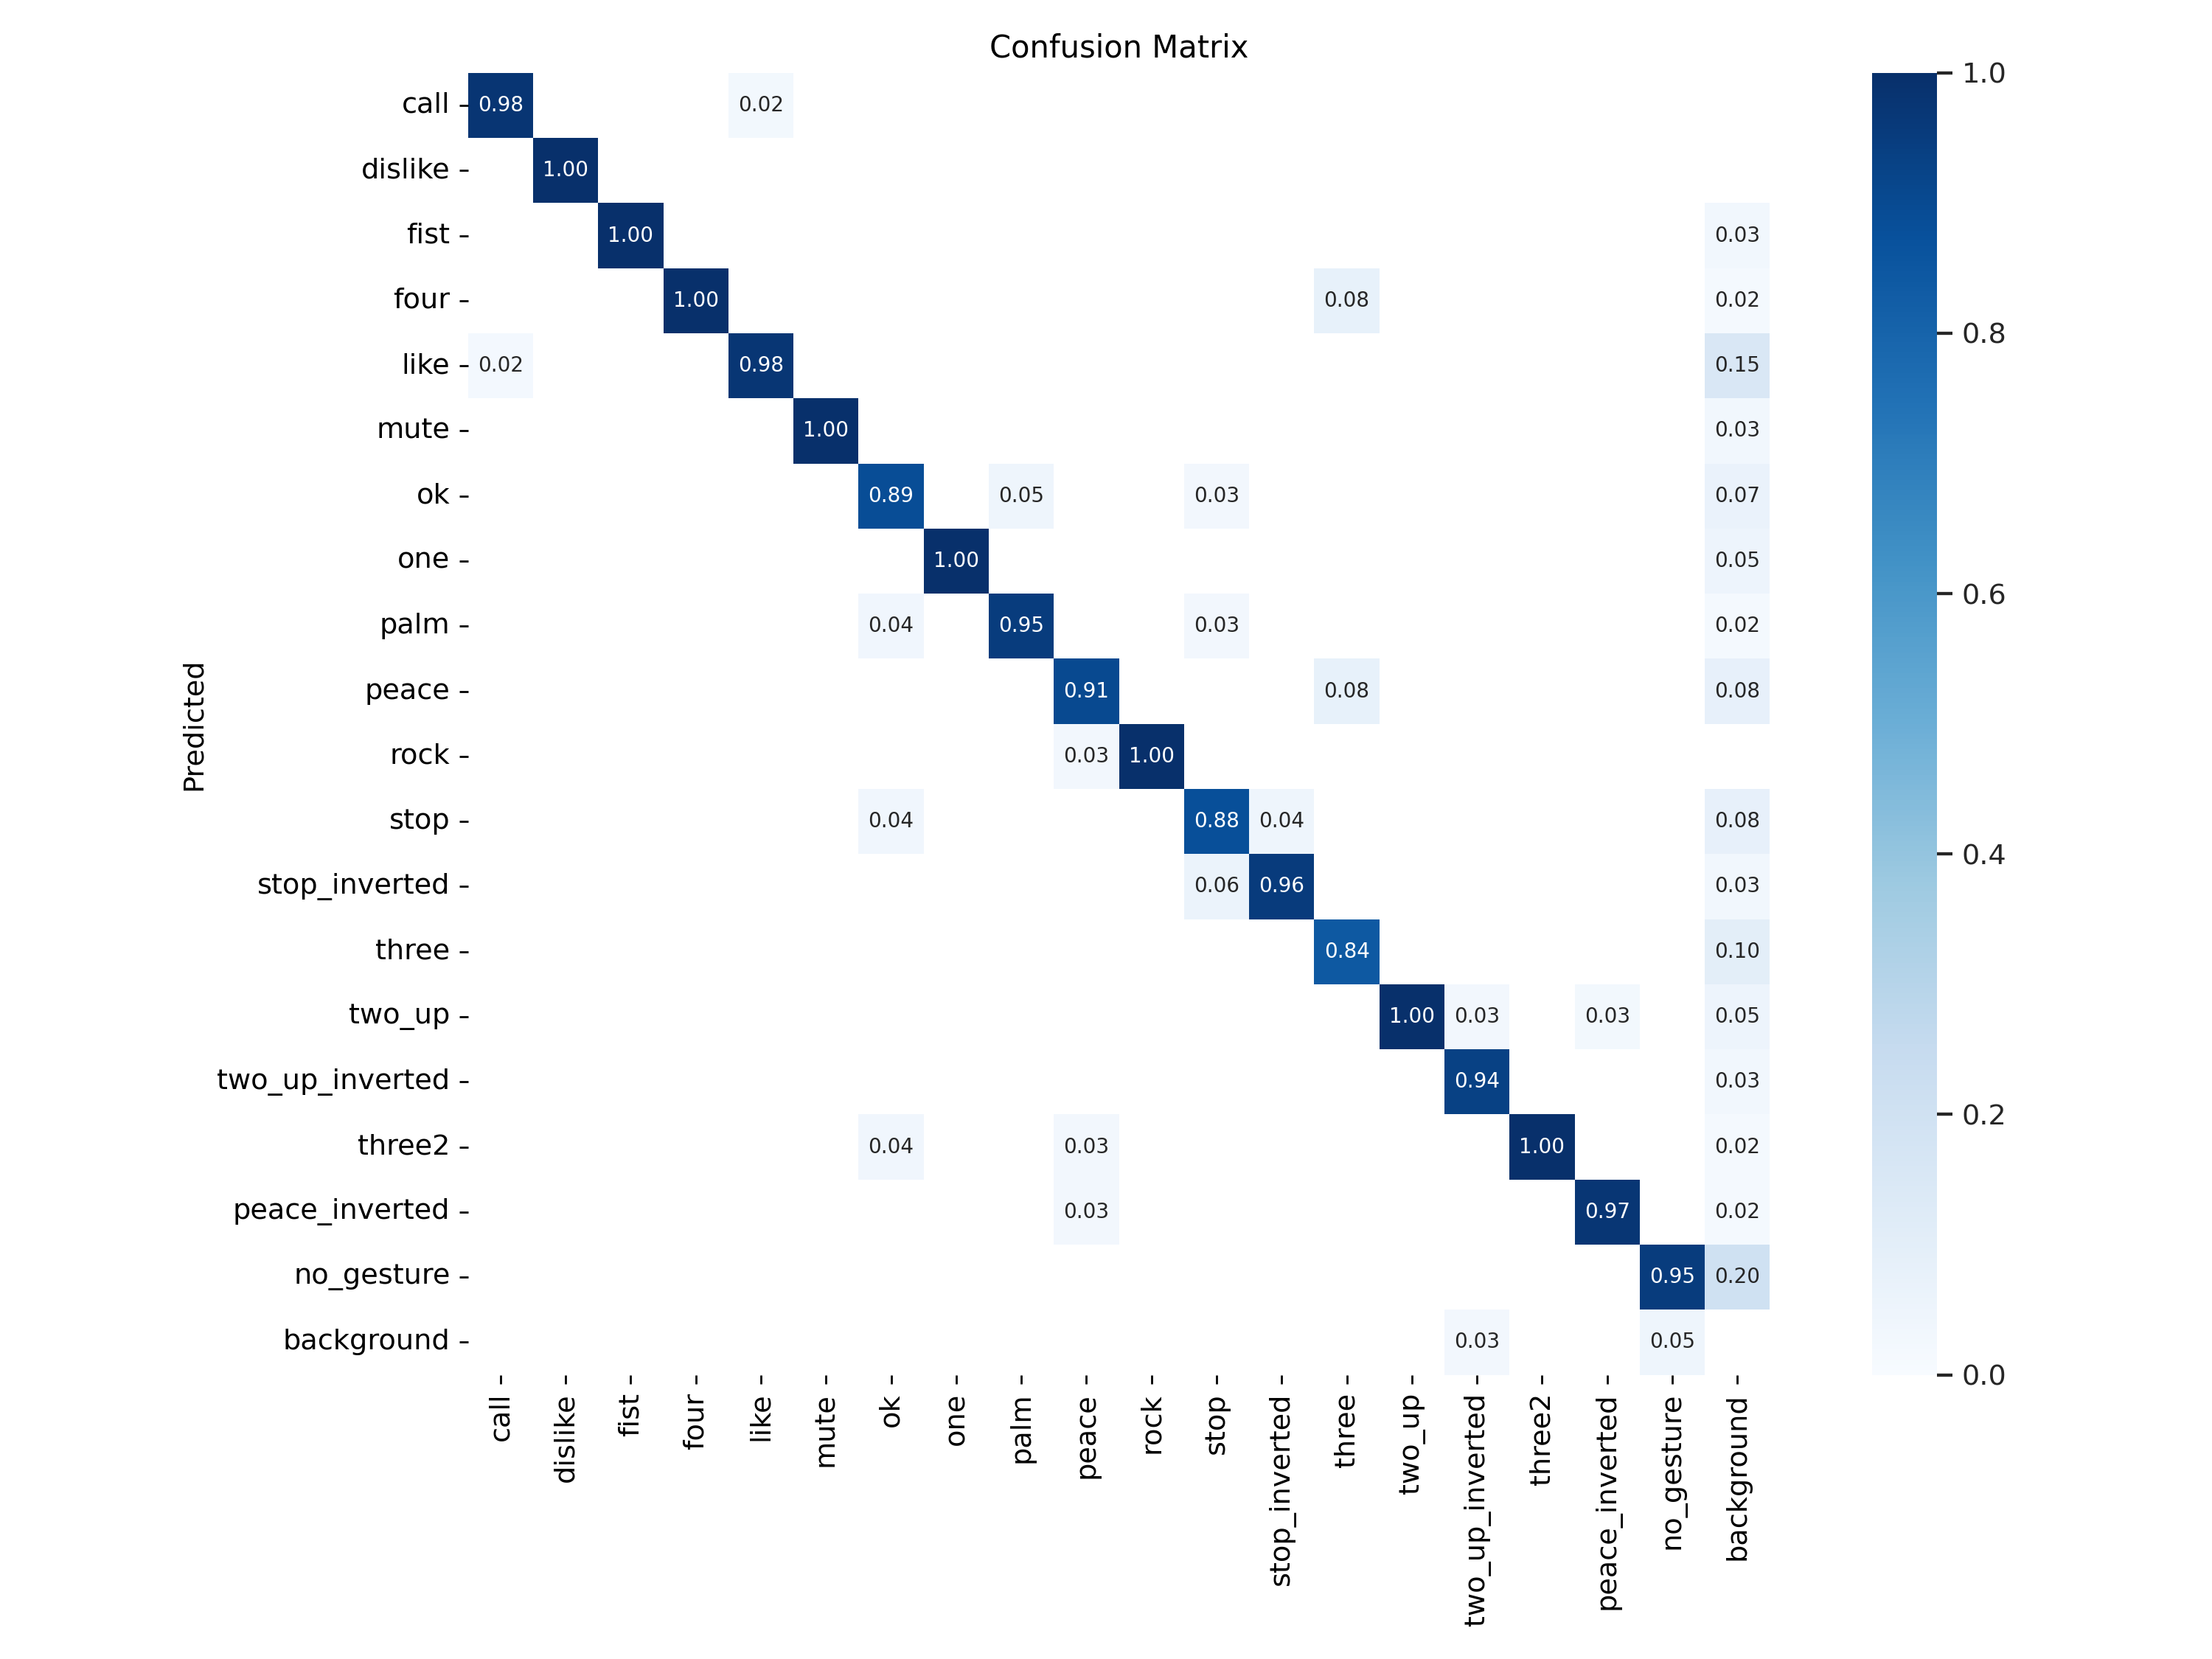 Confusion Matrix
call 0.98 0.02 1.0
dislike 1.00
fist 1.00 0.03
four 1.00 0.08 0.02
like 0.02 0.98 0.15 0.8
mute 1.00 0.03
ok 0.89 0.05 0.03 0.07
one 1.00 0.05
palm 0.04 0.95 0.03 0.02 0.6
peace 0.91 0.08 0.08
Predicted
rock 0.03 1.00
stop 0.04 0.88 0.04 0.08
stop_inverted 0.06 0.96 0.03 0.4
three 0.84 0.10
two_up 1.00 0.03 0.03 0.05
two_up_inverted 0.94 0.03
three2 0.04 0.03 1.00 0.02 0.2
peace_inverted 0.03 0.97 0.02
no_gesture 0.95 0.20
background 0.03 0.05 0.0
call dislike fist four like mute ok one palm peace rock stop stop_inverted three two_up two_up_inverted three2 peace_inverted no_gesture background